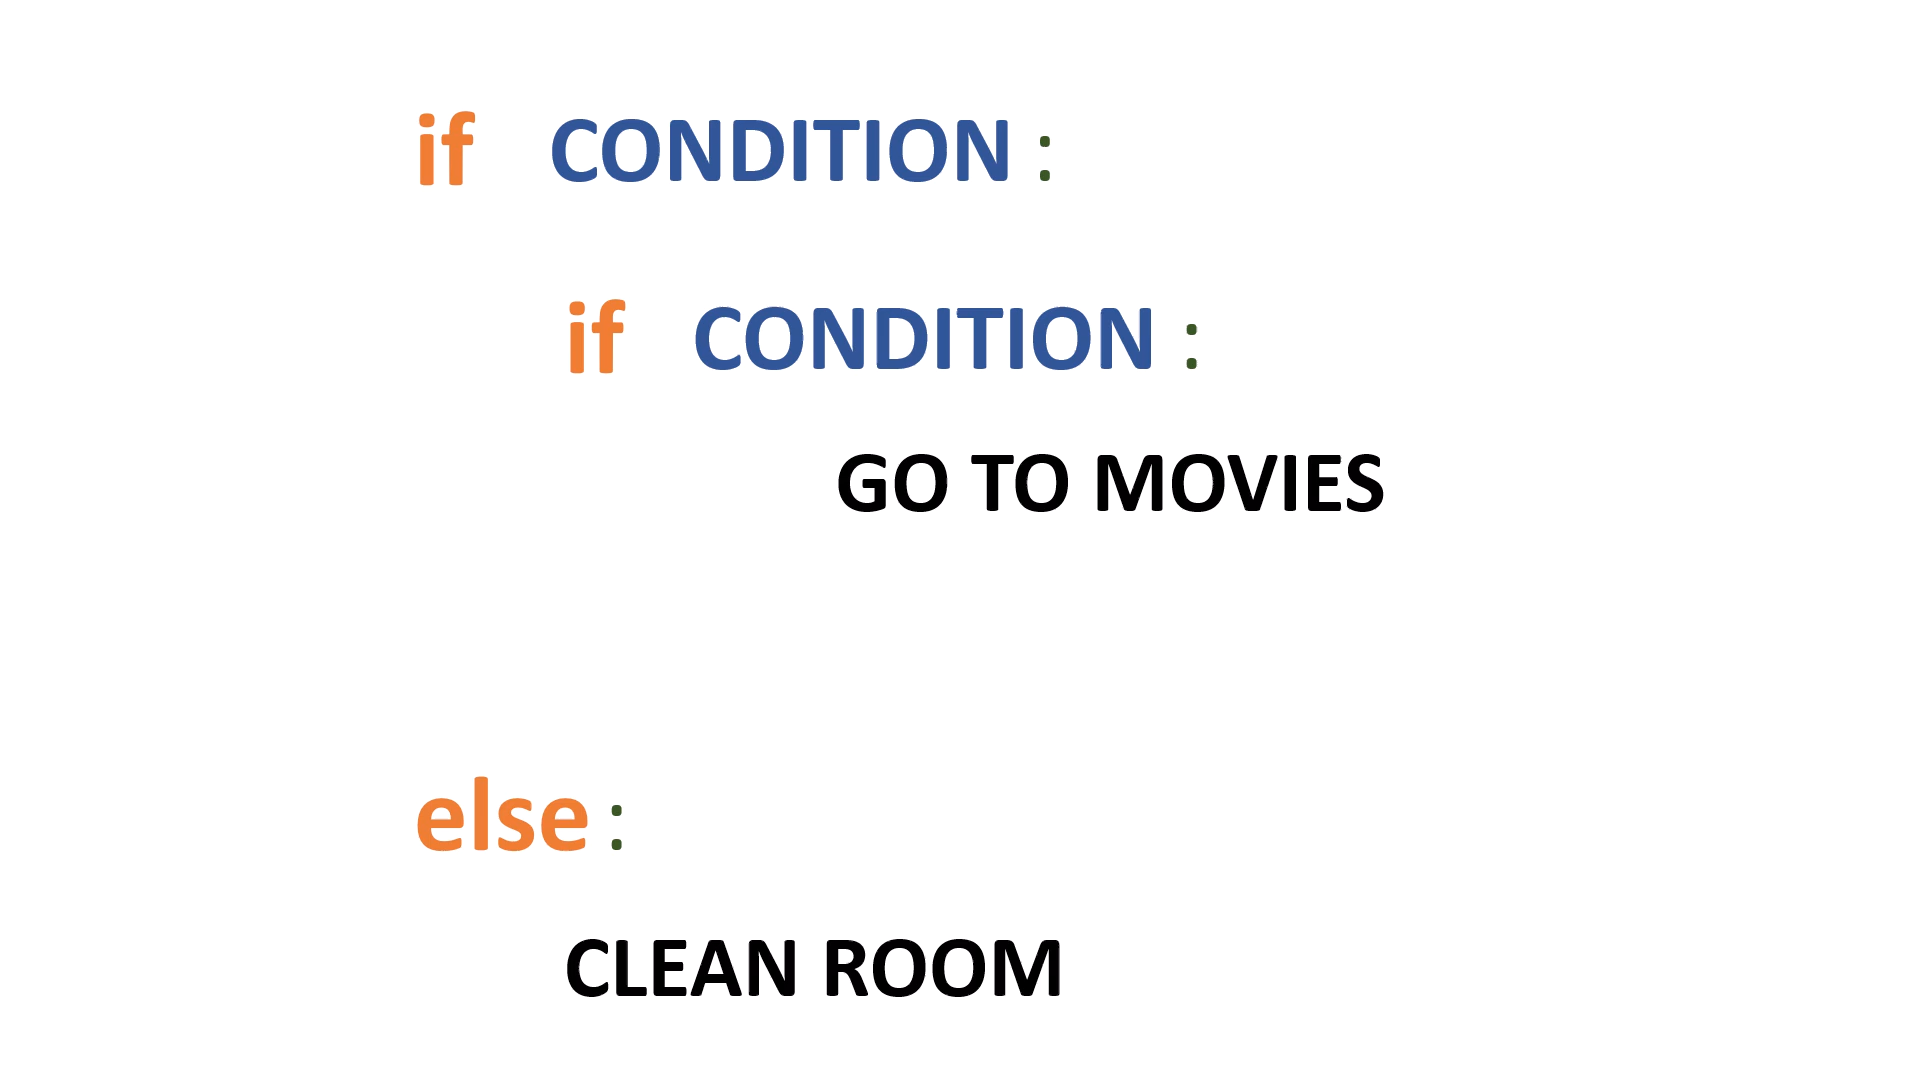 if CONDITION :
if CONDITION :
GO TO MOVIES
else :
CLEAN ROOM